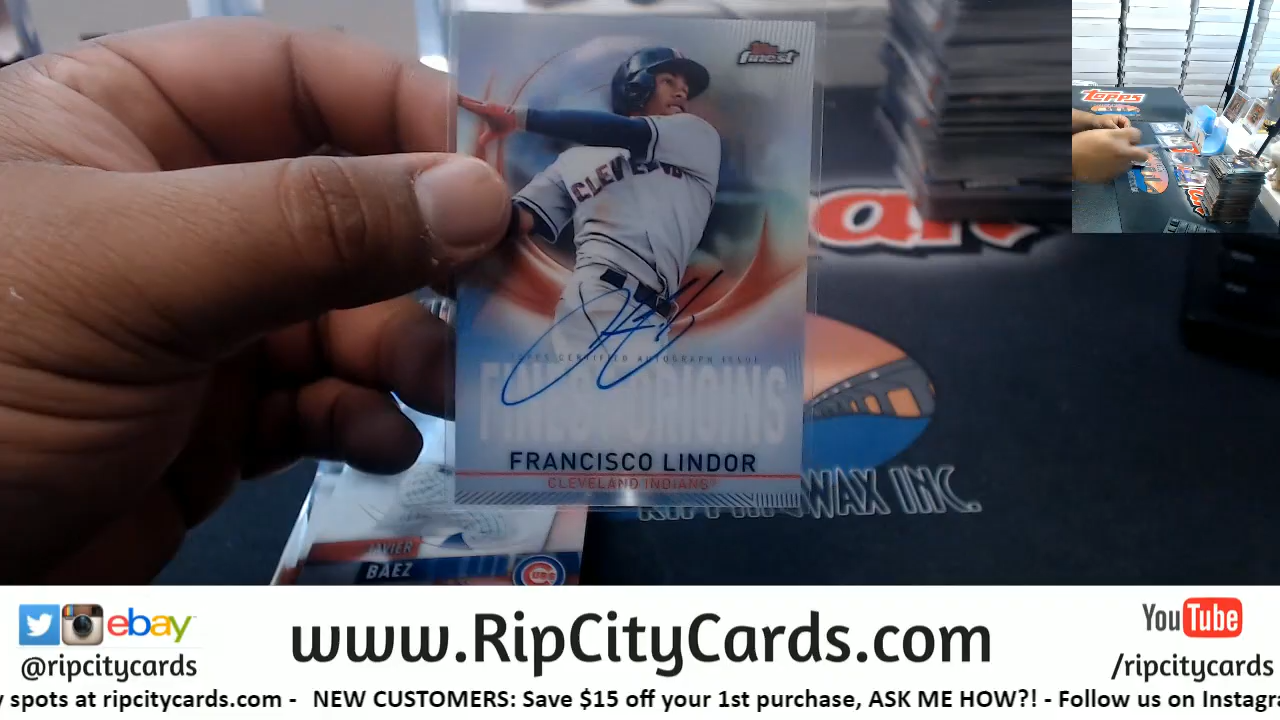 Topps
finest
CLEVELAND
TOPPS CERTIFIED AUTOGRAPH ISSUE
FINEST ORIGINS
FRANCISCO LINDOR
CLEVELAND INDIANS
JAVIER
BAEZ
CUBS
WAX INC.
topps
ebay
@ripcitycards
www.RipCityCards.com
YouTube
/ripcitycards
y spots at ripcitycards.com - NEW CUSTOMERS: Save $15 off your 1st purchase, ASK ME HOW?! - Follow us on Instagra